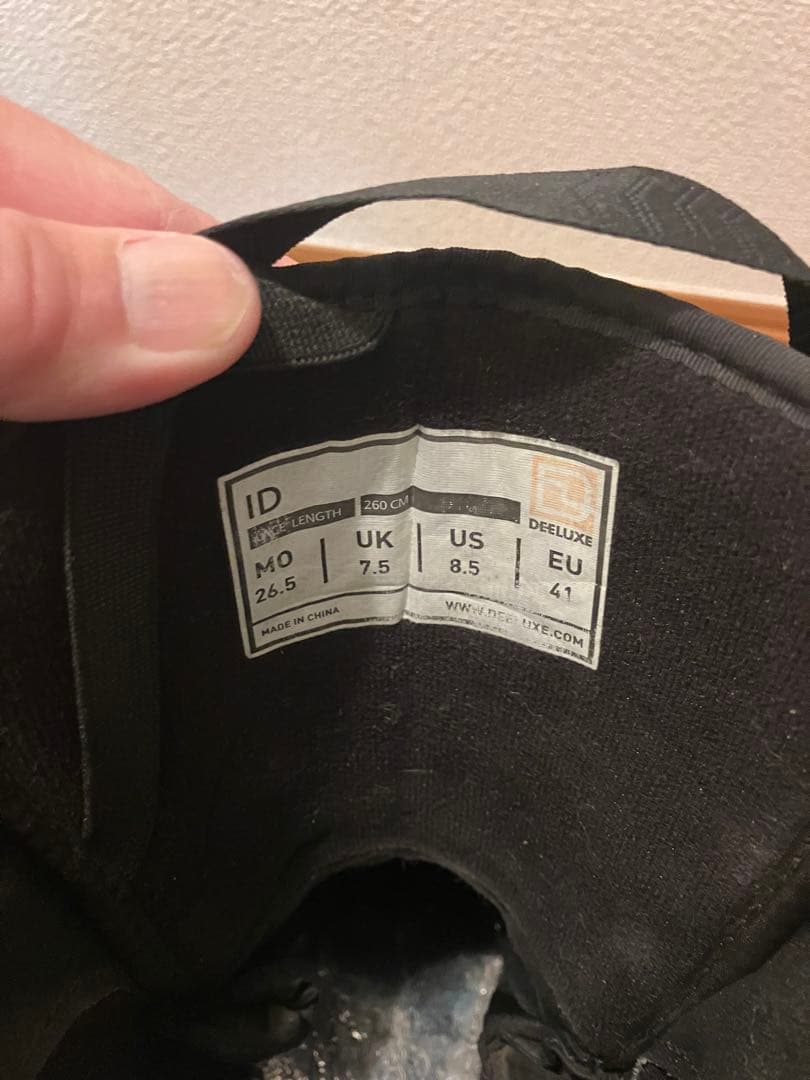 ID
LENGTH 260 CM
DEELUXE
MO UK US EU
26.5 7.5 8.5 41
MADE IN CHINA WWW.DEELUXE.COM